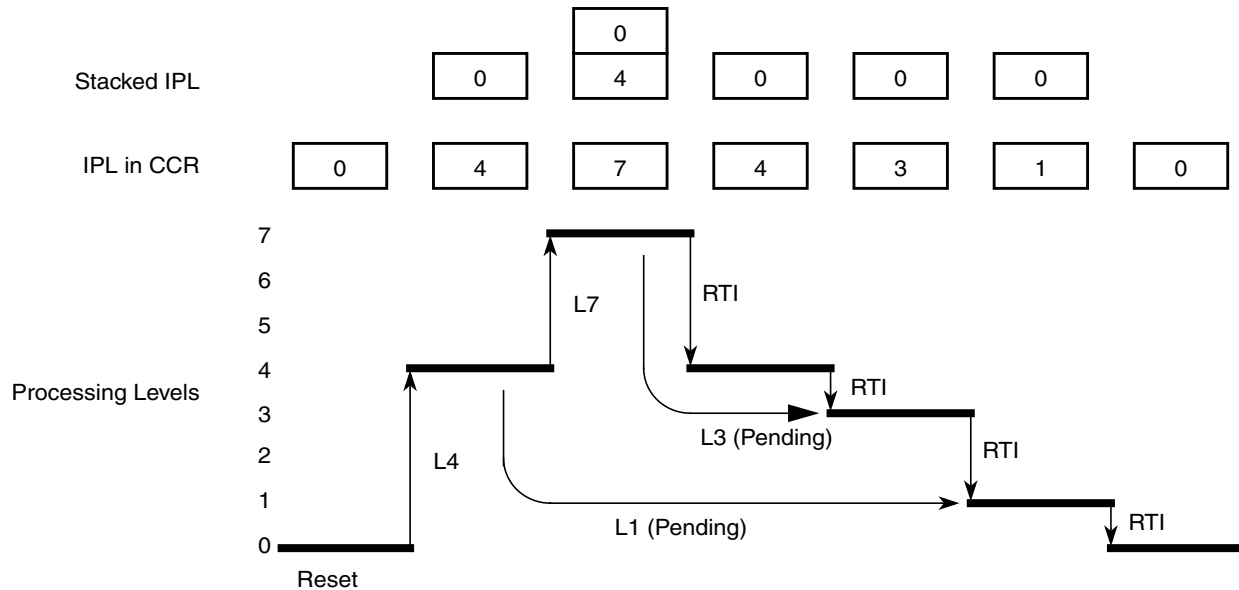 0
Stacked IPL 0 4 0 0 0
IPL in CCR 0 4 7 4 3 1 0
7
6
L7 RTI
5
Processing Levels 4
RTI
3
L3 (Pending)
2
L4 RTI
1
L1 (Pending) RTI
0
Reset